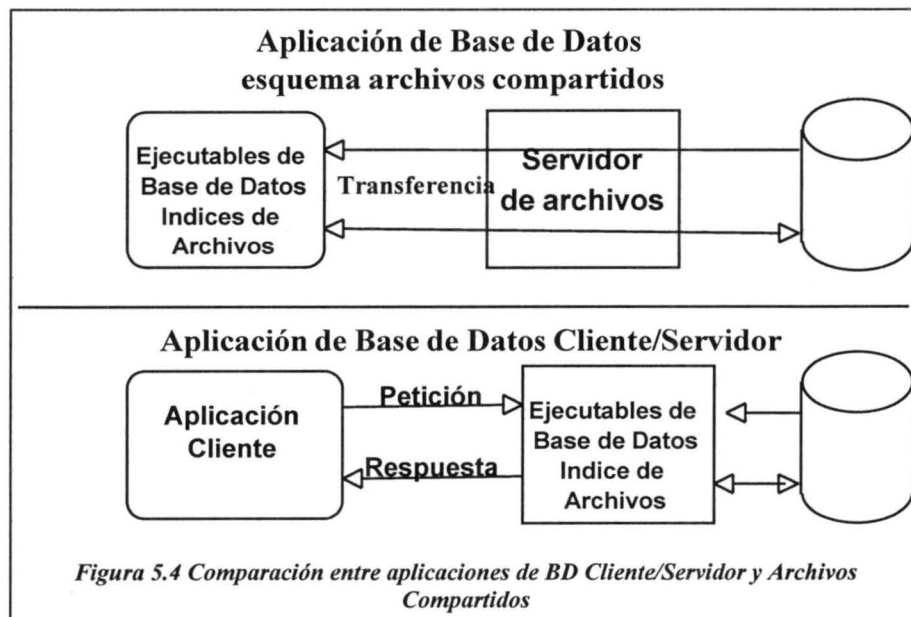 Aplicación de Base de Datos
esquema archivos compartidos
Ejecutables de
Base de Datos
Indices de
Archivos
Transferencia
Servidor
de archivos
Aplicación de Base de Datos Cliente/Servidor
Aplicación
Cliente
Petición
Respuesta
Ejecutables de
Base de Datos
Indice de
Archivos
Figura 5.4 Comparación entre aplicaciones de BD Cliente/Servidor y Archivos
Compartidos